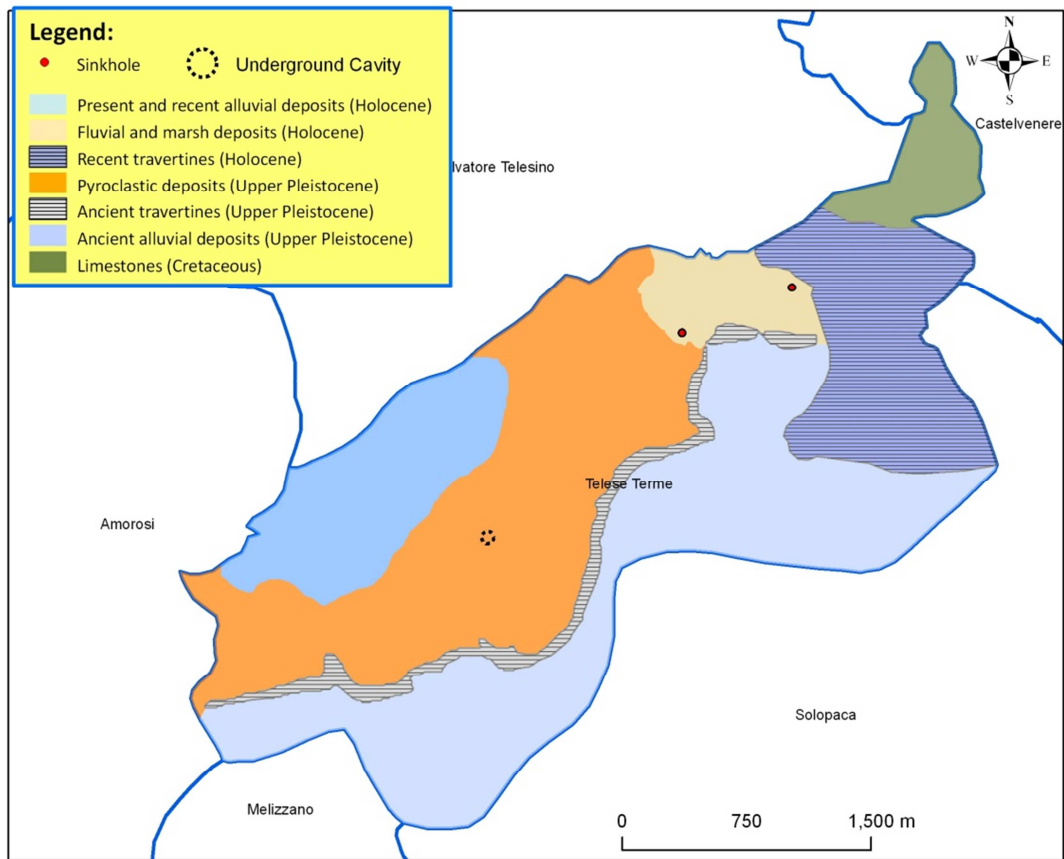 Legend:
Sinkhole
Underground Cavity
Present and recent alluvial deposits (Holocene)
Fluvial and marsh deposits (Holocene)
Recent travertines (Holocene)
Pyroclastic deposits (Upper Pleistocene)
Ancient travertines (Upper Pleistocene)
Ancient alluvial deposits (Upper Pleistocene)
Limestones (Cretaceous)
N
W E
S
Castelvenere
lvatore Telesino
Telese Terme
Amorosi
Solopaca
Melizzano
0 750 1,500 m